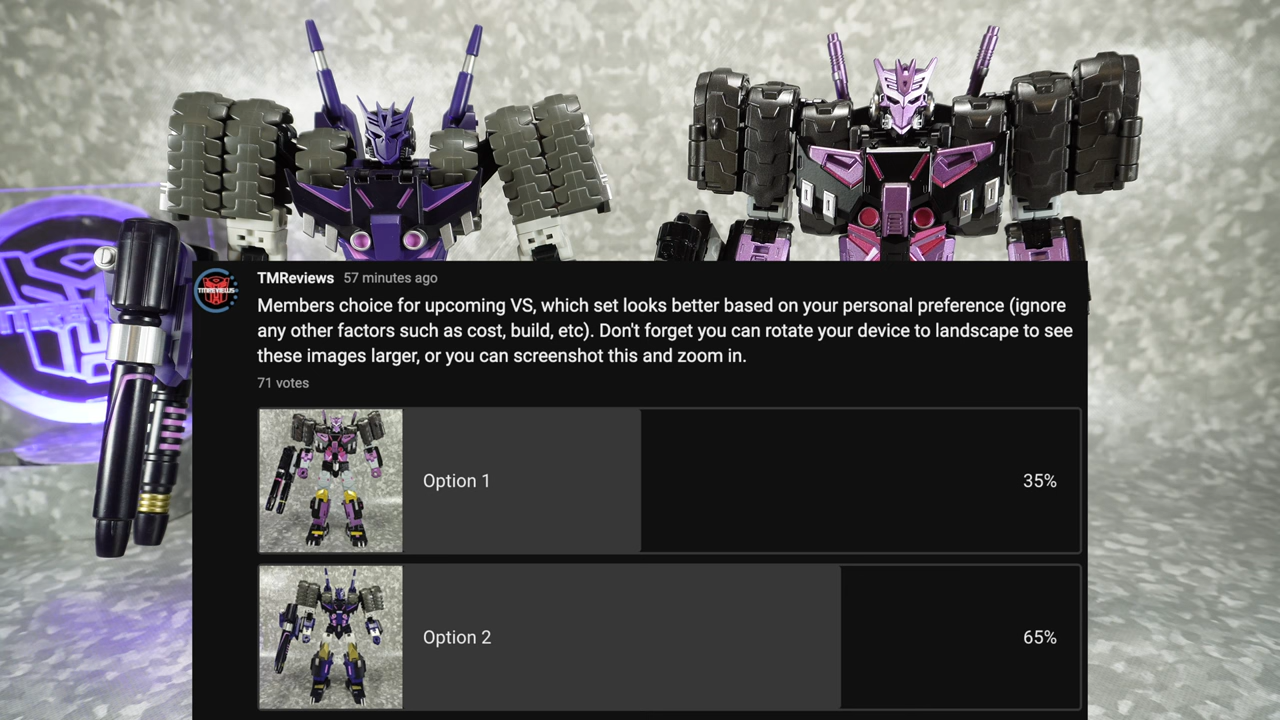 TMREVIEWS
TMReviews 57 minutes ago
Members choice for upcoming VS, which set looks better based on your personal preference (ignore
any other factors such as cost, build, etc). Don't forget you can rotate your device to landscape to see
these images larger, or you can screenshot this and zoom in.
71 votes
Option 1
35%
Option 2
65%